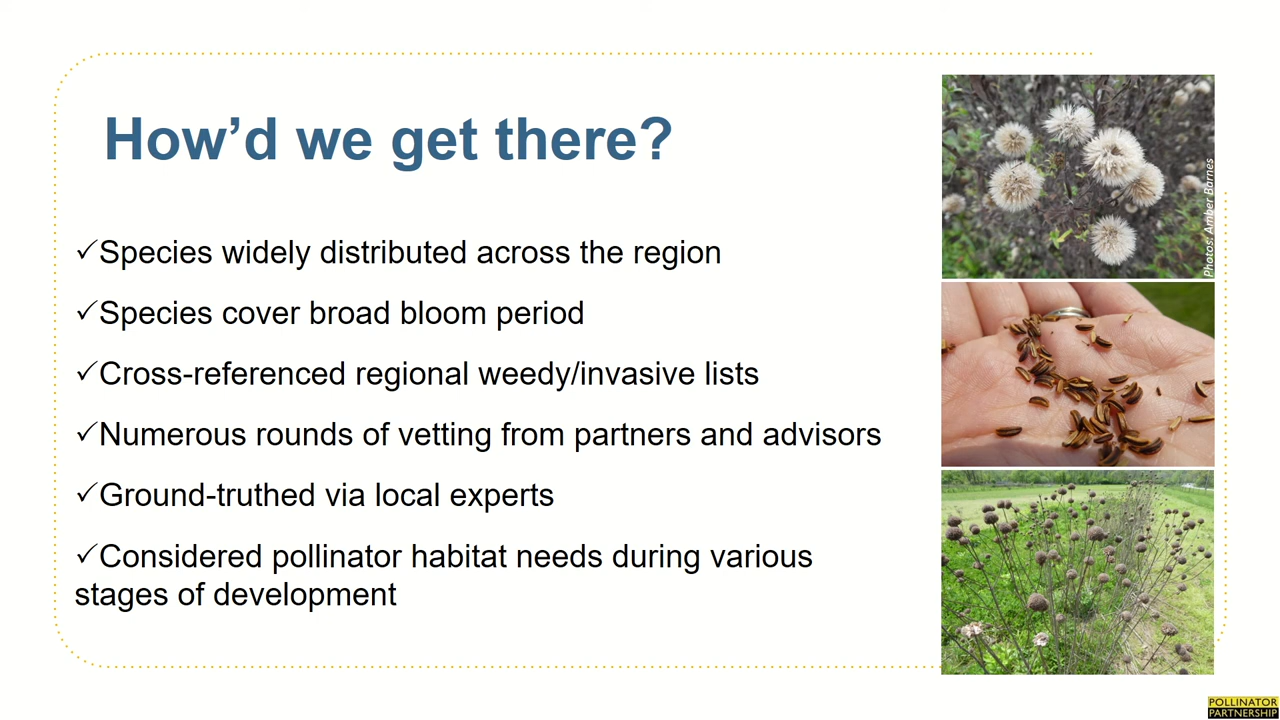 How’d we get there?
✓Species widely distributed across the region
✓Species cover broad bloom period
✓Cross-referenced regional weedy/invasive lists
✓Numerous rounds of vetting from partners and advisors
✓Ground-truthed via local experts
✓Considered pollinator habitat needs during various
stages of development
Photos: Amber Barnes
POLLINATOR
PARTNERSHIP